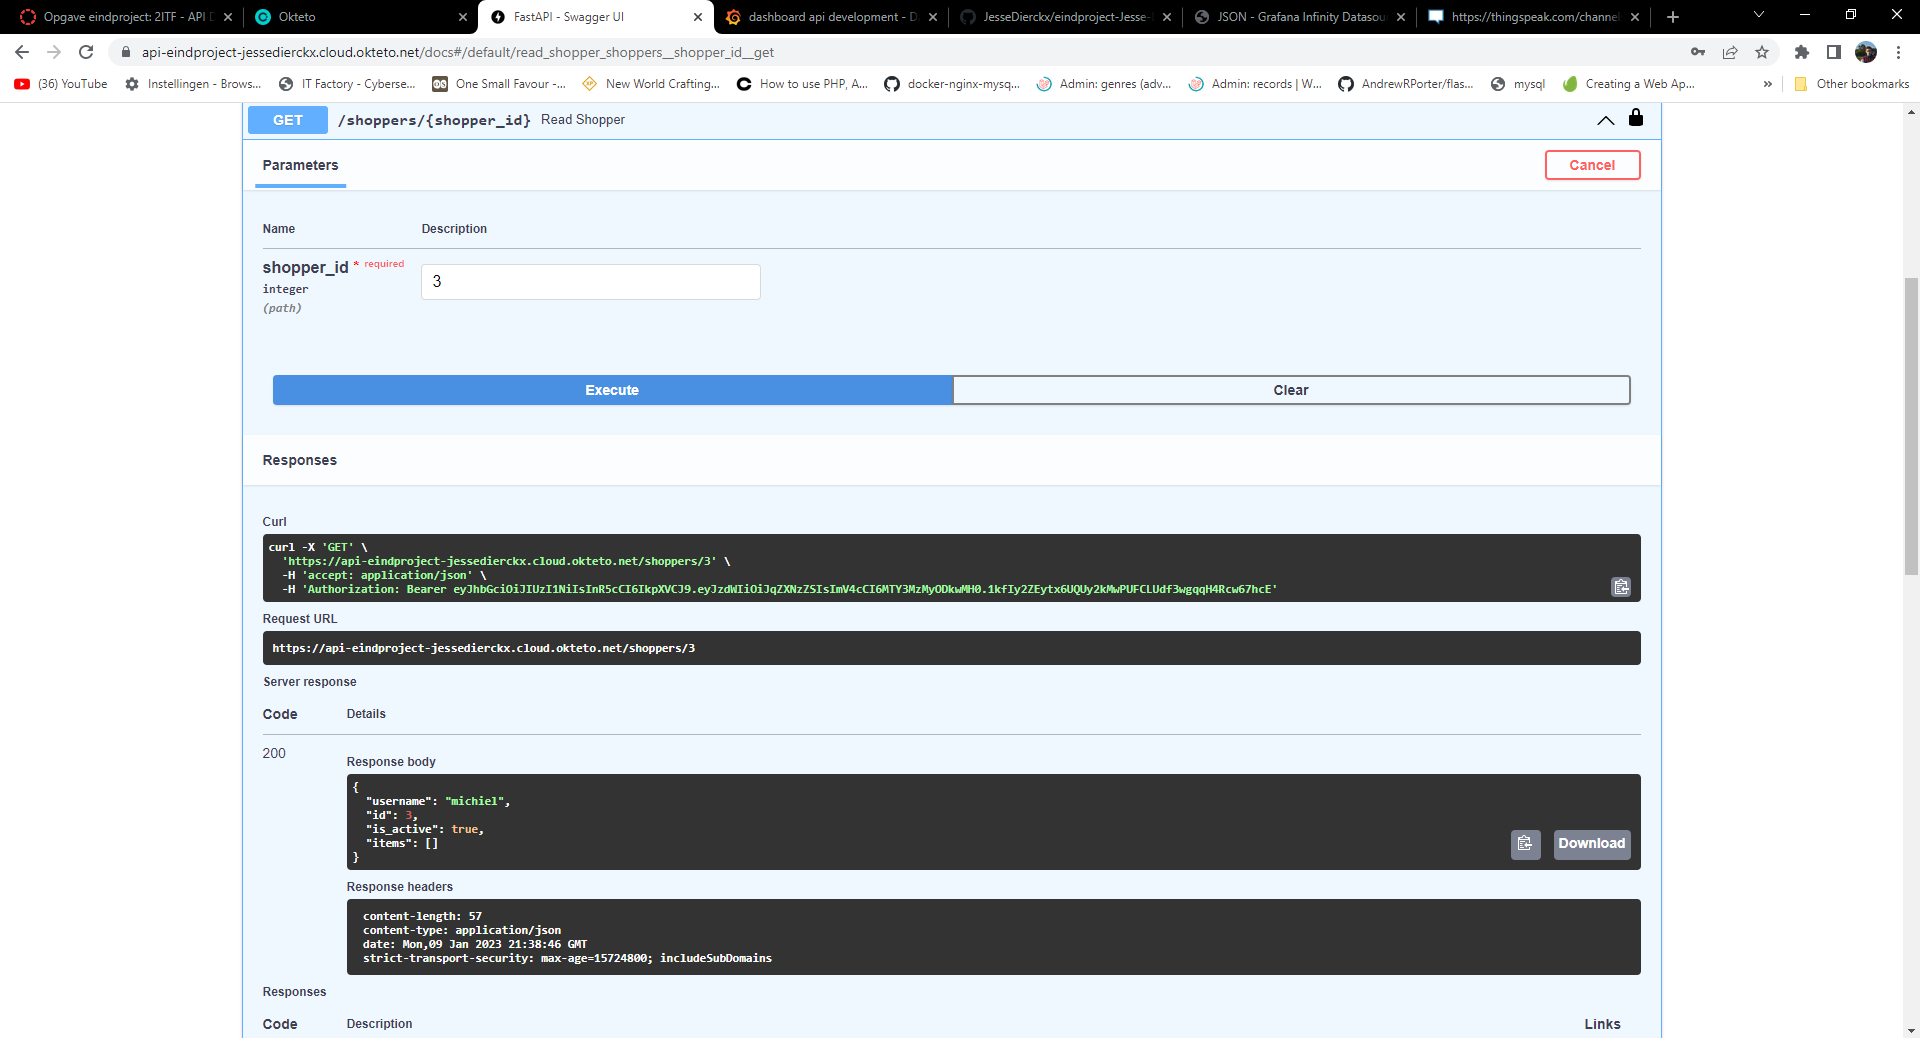 Opgave eindproject: 2ITF - API D
Okteto
FastAPI - Swagger UI
dashboard api development - D
JesseDierckx/eindproject-Jesse-
JSON - Grafana Infinity Datasou
https://thingspeak.com/channe
api-eindproject-jessedierckx.cloud.okteto.net/docs#/default/read_shopper_shoppers__shopper_id__get
(36) YouTube
Instellingen - Brows...
IT Factory - Cyberse...
One Small Favour -...
New World Crafting...
How to use PHP, A...
docker-nginx-mysq...
Admin: genres (adv...
Admin: records | W...
AndrewRPorter/flas...
mysql
Creating a Web Ap...
»
Other bookmarks
GET /shoppers/{shopper_id} Read Shopper
Parameters
Cancel
Name Description
shopper_id * required
integer
(path)
3
Execute
Clear
Responses
Curl
curl -X 'GET' \
'https://api-eindproject-jessedierckx.cloud.okteto.net/shoppers/3' \
-H 'accept: application/json' \
-H 'Authorization: Bearer eyJhbGciOiJIUzI1NiIsInR5cCI6IkpXVCJ9.eyJzdWIiOiJqZXNzZSIsImV4cCI6MTY3MzMyODkwMH0.1kfIy2ZEytx6UQUy2kMwPUFCLUdf3wgqqH4Rcw67hcE'
Request URL
https://api-eindproject-jessedierckx.cloud.okteto.net/shoppers/3
Server response
Code Details
200
Response body
{
"username": "michiel",
"id": 3,
"is_active": true,
"items": []
}
Download
Response headers
content-length: 57
content-type: application/json
date: Mon,09 Jan 2023 21:38:46 GMT
strict-transport-security: max-age=15724800; includeSubDomains
Responses
Code Description Links